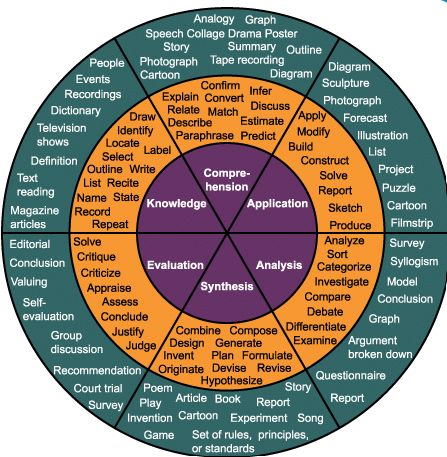 Knowledge
Compre-
hension
Application
Analysis
Synthesis
Evaluation
Draw
Identify
Locate
Select
Label
Outline Write
List Recite
Name State
Record
Repeat
Confirm
Explain Convert Infer
Relate Match Discuss
Describe Estimate
Paraphrase Predict
Apply
Modify
Build
Construct
Solve
Report
Sketch
Produce
Analyze
Sort
Categorize
Investigate
Compare
Debate
Differentiate
Examine
Combine Compose
Design Generate
Invent Plan Formulate
Originate Devise Revise
Hypothesize
Solve
Critique
Criticize
Appraise
Assess
Conclude
Justify
Judge
People
Events
Recordings
Dictionary
Television
shows
Definition
Text
reading
Magazine
articles
Analogy Graph
Speech Collage Drama Poster
Story Summary Outline
Photograph Tape recording
Cartoon Diagram
Diagram
Sculpture
Photograph
Forecast
Illustration
List
Project
Puzzle
Cartoon
Filmstrip
Survey
Syllogism
Model
Conclusion
Graph
Argument
broken down
Questionnaire
Report
Poem Article Book Story
Play Report
Invention Cartoon Experiment Song
Game Set of rules, principles,
or standards
Editorial
Conclusion
Valuing
Self-
evaluation
Group
discussion
Recommendation
Court trial
Survey